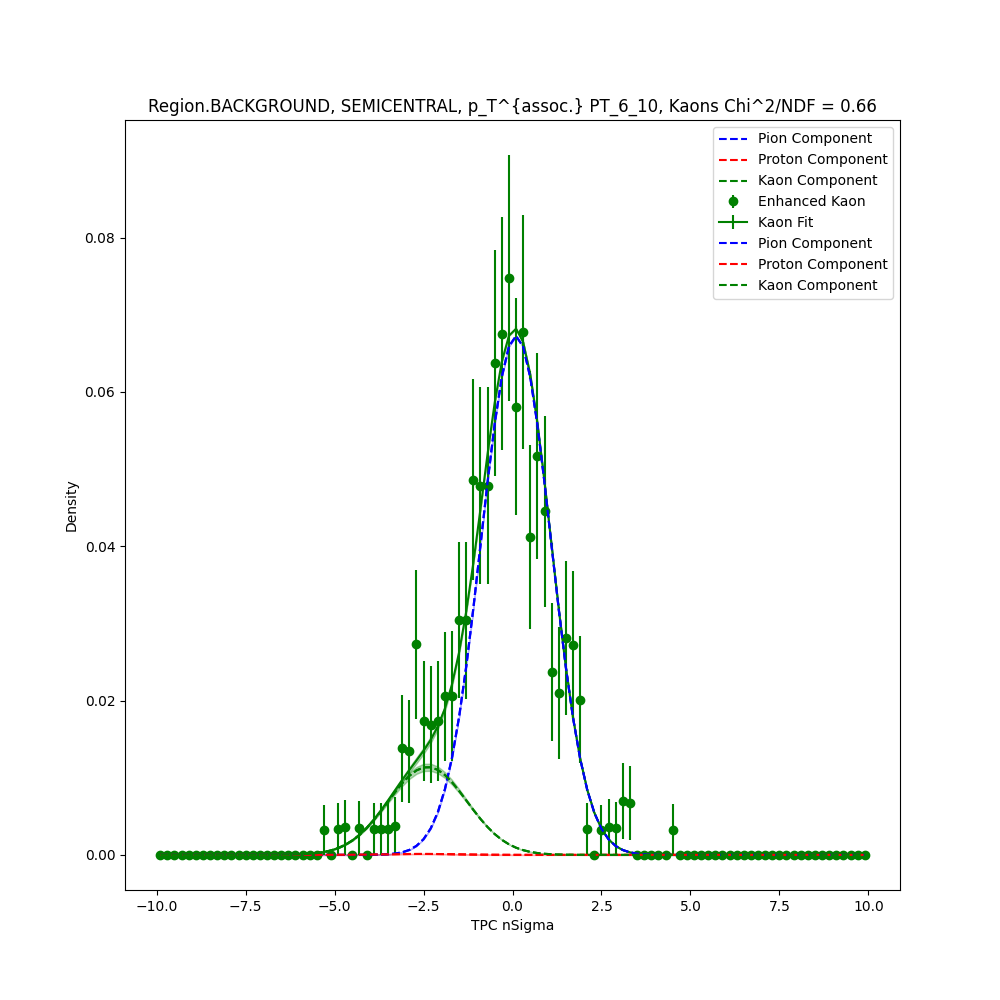 Region.BACKGROUND, SEMICENTRAL, p_T^{assoc.} PT_6_10, Kaons Chi^2/NDF = 0.66
Pion Component
Proton Component
Kaon Component
Enhanced Kaon
Kaon Fit
Pion Component
Proton Component
Kaon Component
0.08
0.06
0.04
0.02
0.00
Density
−10.0 −7.5 −5.0 −2.5 0.0 2.5 5.0 7.5 10.0
TPC nSigma